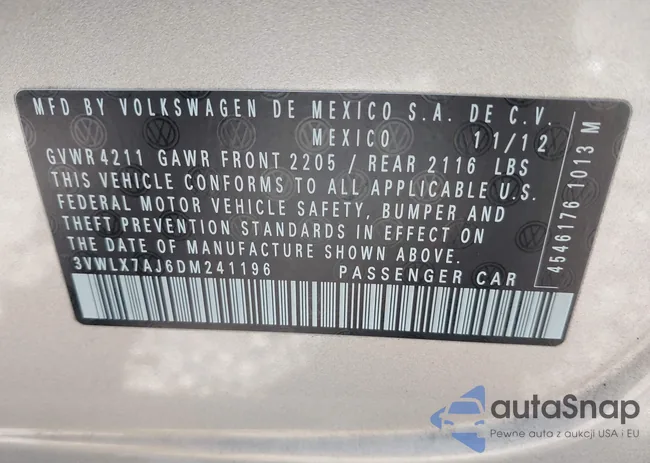 MFD BY VOLKSWAGEN DE MEXICO S.A. DE C.V.
MEXICO 11/12
GVWR 4211 GAWR FRONT 2205 / REAR 2116 LBS
THIS VEHICLE CONFORMS TO ALL APPLICABLE U.S.
FEDERAL MOTOR VEHICLE SAFETY, BUMPER AND
THEFT PREVENTION STANDARDS IN EFFECT ON
THE DATE OF MANUFACTURE SHOWN ABOVE.
3VWLX7AJ6DM241196 PASSENGER CAR
4546176 1013 M
autaSnap
Pewne auta z aukcji USA i EU